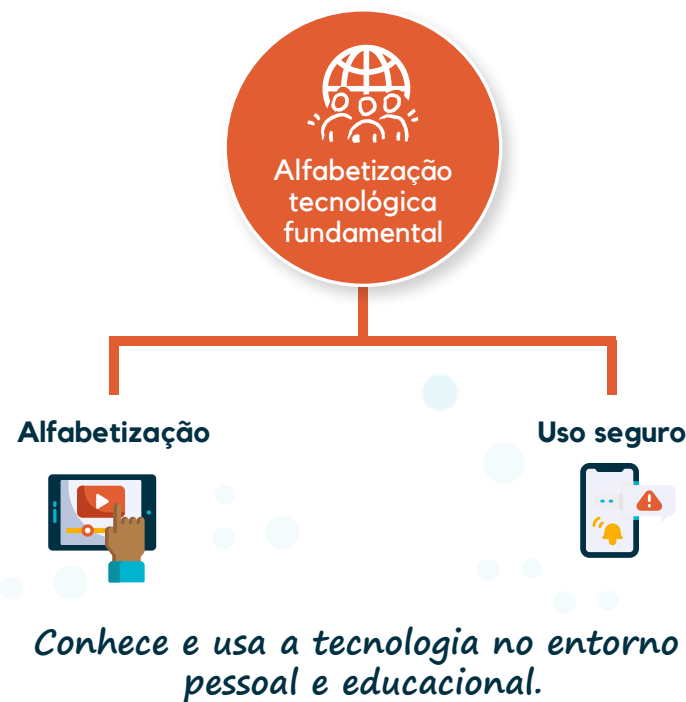 Alfabetização
tecnológica
fundamental
Alfabetização
Uso seguro
Conhece e usa a tecnologia no entorno
pessoal e educacional.